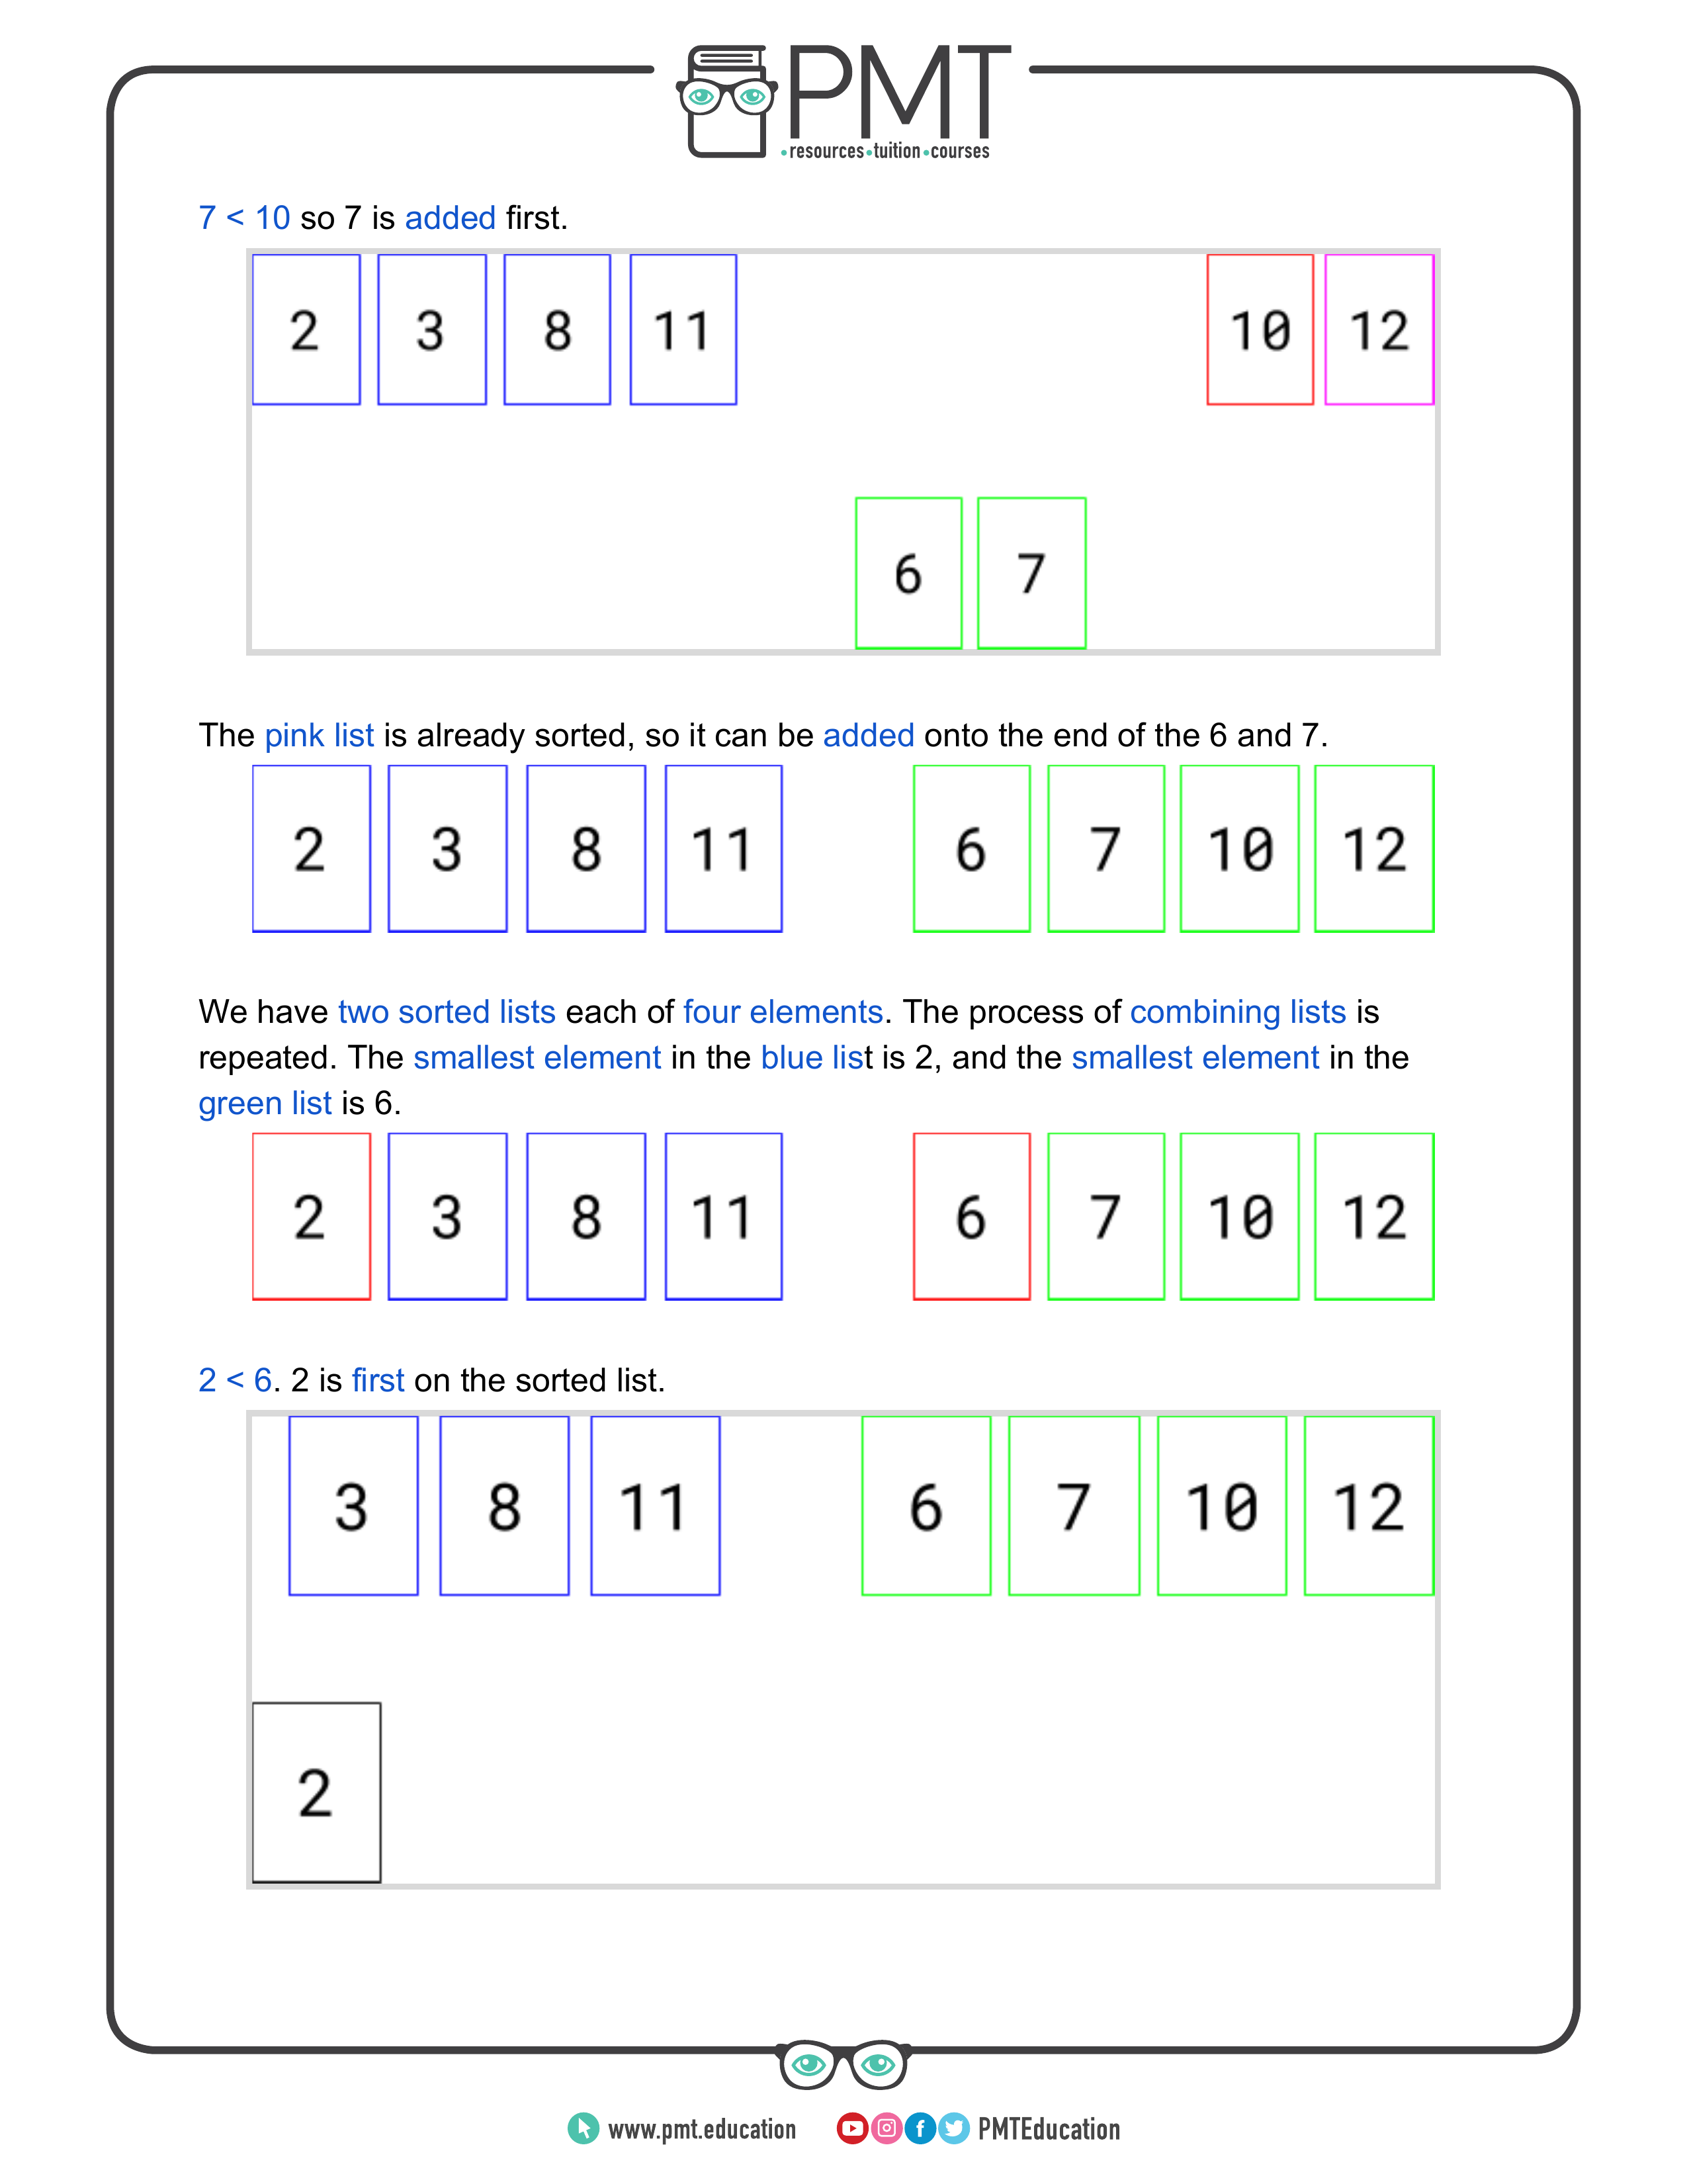 PMT
•resources•tuition•courses
7 < 10 so 7 is added first.
2 3 8 11 10 12
6 7
The pink list is already sorted, so it can be added onto the end of the 6 and 7.
2 3 8 11 6 7 10 12
We have two sorted lists each of four elements. The process of combining lists is
repeated. The smallest element in the blue list is 2, and the smallest element in the
green list is 6.
2 3 8 11 6 7 10 12
2 < 6. 2 is first on the sorted list.
3 8 11 6 7 10 12
2
www.pmt.education PMTEducation